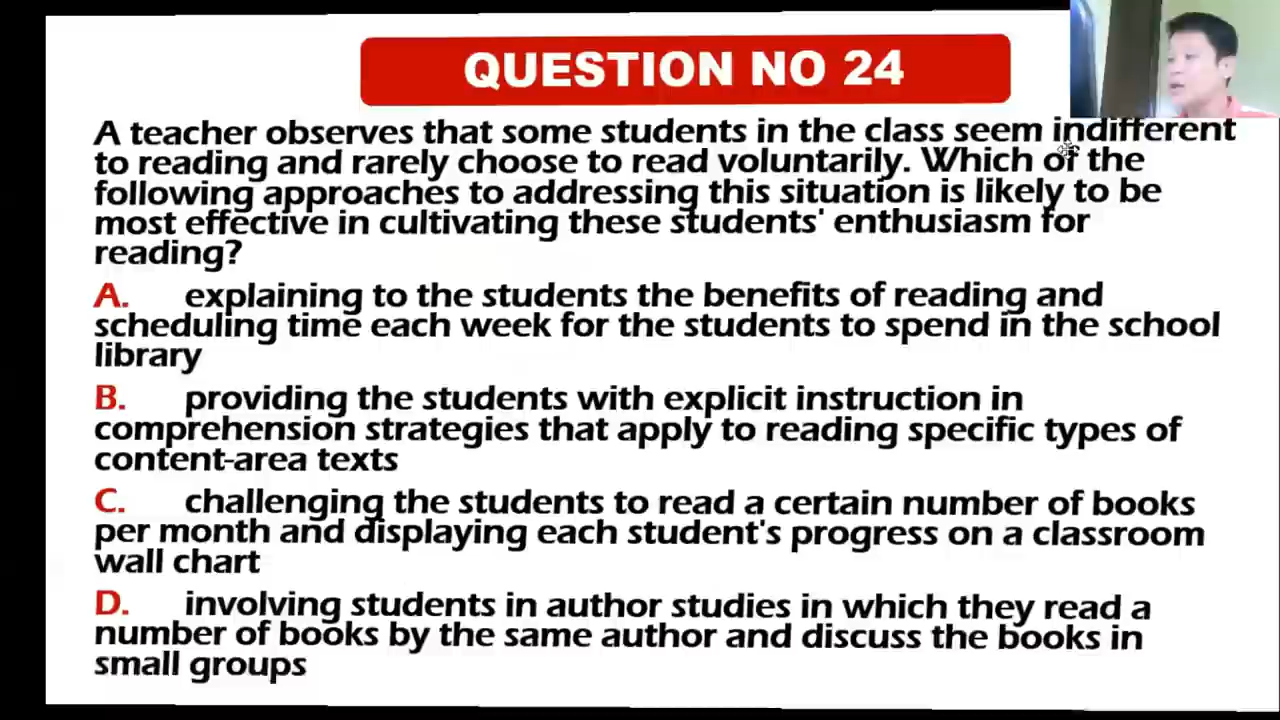 QUESTION NO 24
A teacher observes that some students in the class seem indifferent
to reading and rarely choose to read voluntarily. Which of the
following approaches to addressing this situation is likely to be
most effective in cultivating these students' enthusiasm for
reading?
A. explaining to the students the benefits of reading and
scheduling time each week for the students to spend in the school
library
B. providing the students with explicit instruction in
comprehension strategies that apply to reading specific types of
content-area texts
C. challenging the students to read a certain number of books
per month and displaying each student's progress on a classroom
wall chart
D. involving students in author studies in which they read a
number of books by the same author and discuss the books in
small groups